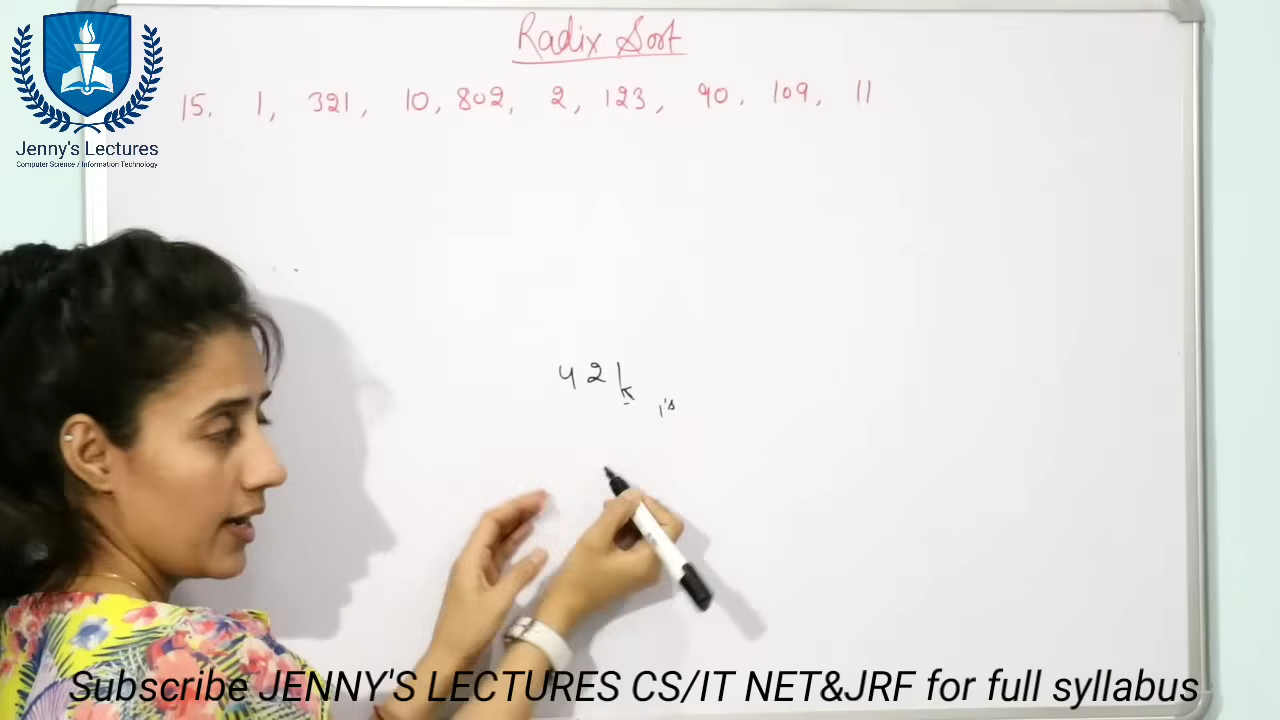 Radix Sort
15, 1, 321, 10, 802, 2, 123, 90, 109, 11
Jenny's Lectures
Computer Science / Information Technology
421
1's
Subscribe JENNY'S LECTURES CS/IT NET&JRF for full syllabus